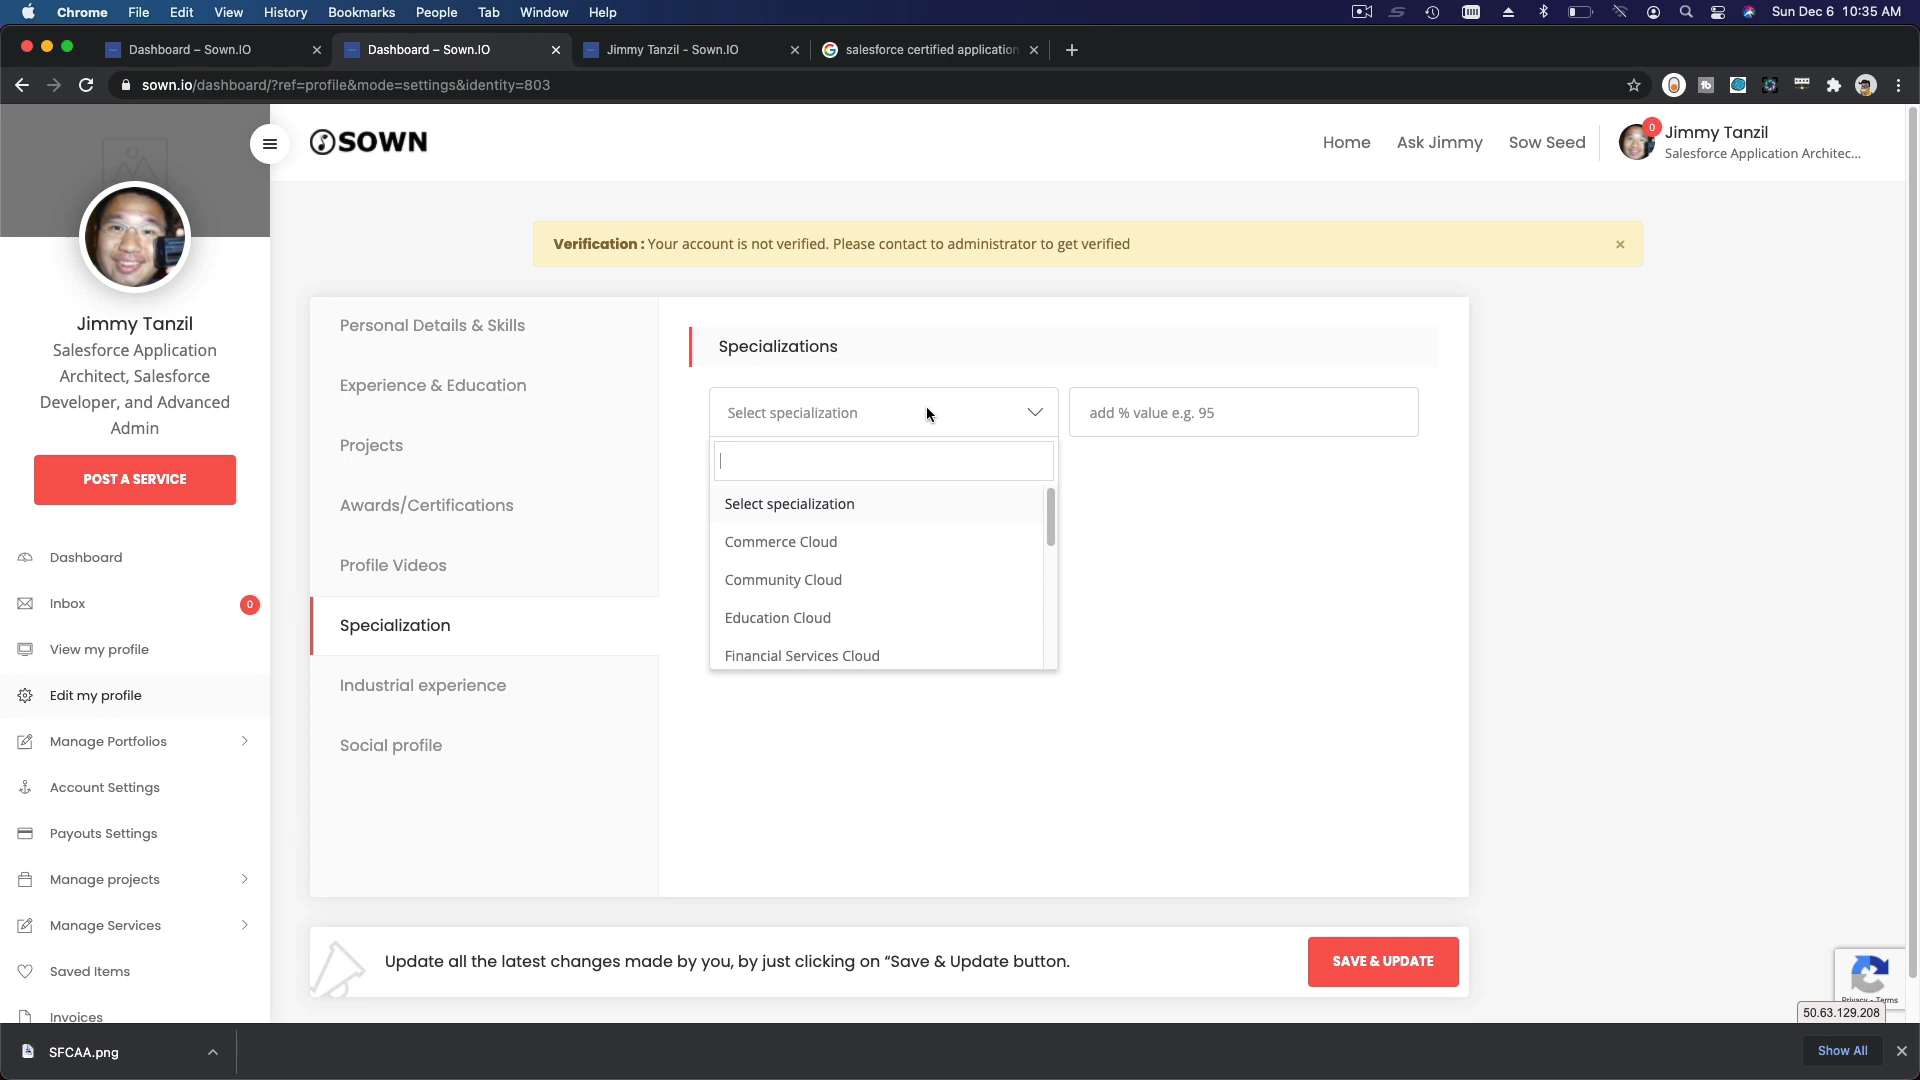 Chrome File Edit View History Bookmarks People Tab Window Help
Sun Dec 6 10:35 AM
Dashboard – Sown.IO
Dashboard – Sown.IO
Jimmy Tanzil - Sown.IO
salesforce certified application
sown.io/dashboard/?ref=profile&mode=settings&identity=803
SOWN
Home Ask Jimmy Sow Seed
0
Jimmy Tanzil
Salesforce Application Architec...
Verification : Your account is not verified. Please contact to administrator to get verified
Jimmy Tanzil
Salesforce Application
Architect, Salesforce
Developer, and Advanced
Admin
POST A SERVICE
Dashboard
Inbox 0
View my profile
Edit my profile
Manage Portfolios
Account Settings
Payouts Settings
Manage projects
Manage Services
Saved Items
Invoices
Personal Details & Skills
Experience & Education
Projects
Awards/Certifications
Profile Videos
Specialization
Industrial experience
Social profile
Specializations
Select specialization
add % value e.g. 95
Select specialization
Commerce Cloud
Community Cloud
Education Cloud
Financial Services Cloud
Update all the latest changes made by you, by just clicking on “Save & Update button.
SAVE & UPDATE
Privacy - Terms
50.63.129.208
SFCAA.png
Show All